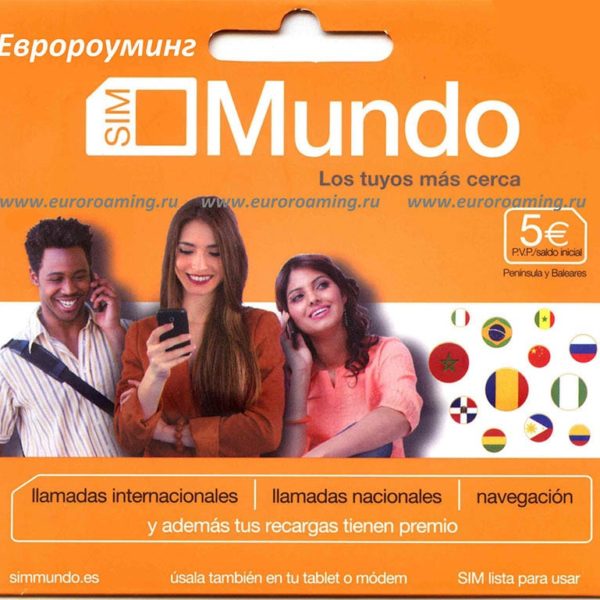 Евророуминг
SIM
Mundo
Los tuyos más cerca
www.euroroaming.ru www.euroroaming.ru www.euroroaming.ru
5€
P.V.P./saldo inicial
Península y Baleares
llamadas internacionales | llamadas nacionales | navegación
y además tus recargas tienen premio
simmundo.es úsala también en tu tablet o módem SIM lista para usar